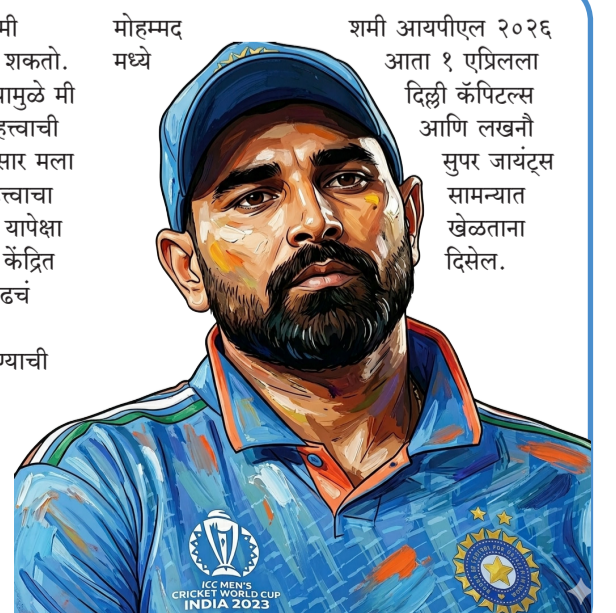 मी
शकतो.
यामुळे मी
हत्त्वाची
सार मला
त्त्वाचा
यापेक्षा
केंद्रित
ढचं
ण्याची
मोहम्मद शमी आयपीएल २०२६
मध्ये आता १ एप्रिलला
दिल्ली कॅपिटल्स
आणि लखनौ
सुपर जायंट्स
सामन्यात
खेळताना
दिसेल.
ICC MEN'S
CRICKET WORLD CUP
INDIA 2023